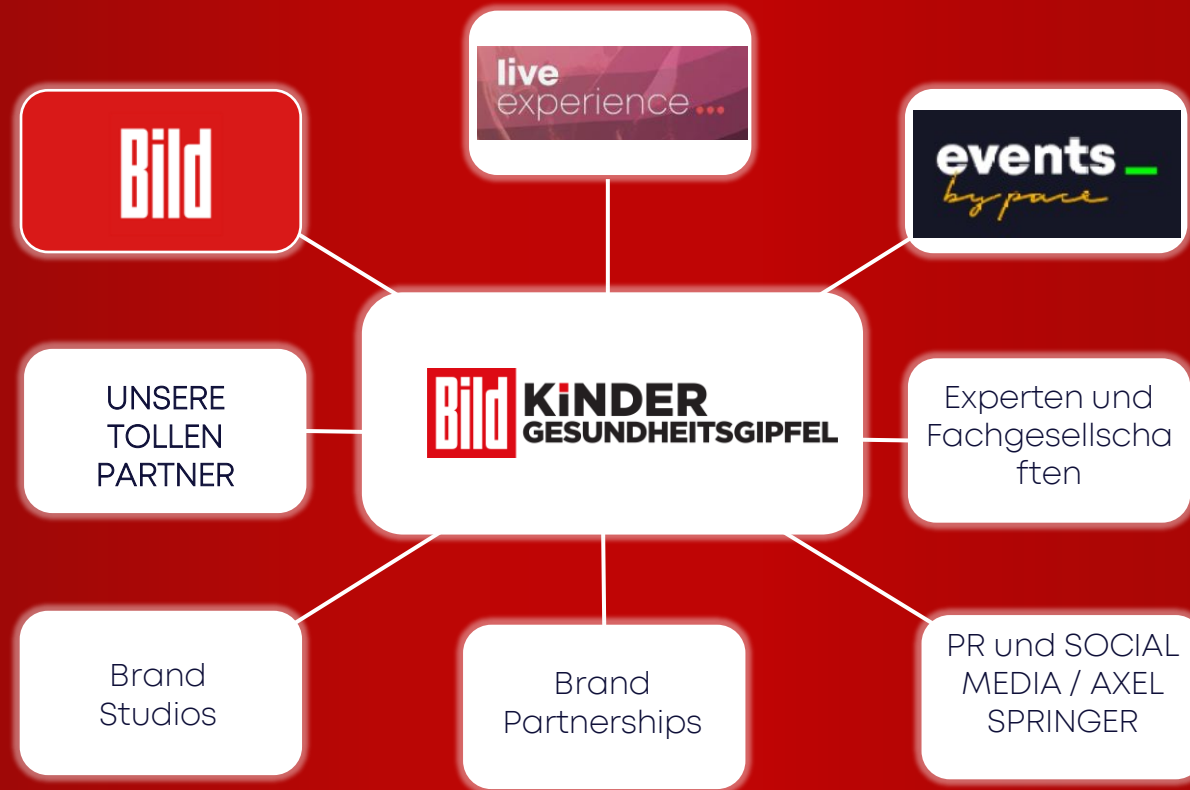 live
experience...
Bild
events_
by pace
Bild KiNDER
GESUNDHEITSGIPFEL
UNSERE
TOLLEN
PARTNER
Experten und
Fachgesellscha
ften
Brand
Studios
Brand
Partnerships
PR und SOCIAL
MEDIA / AXEL
SPRINGER